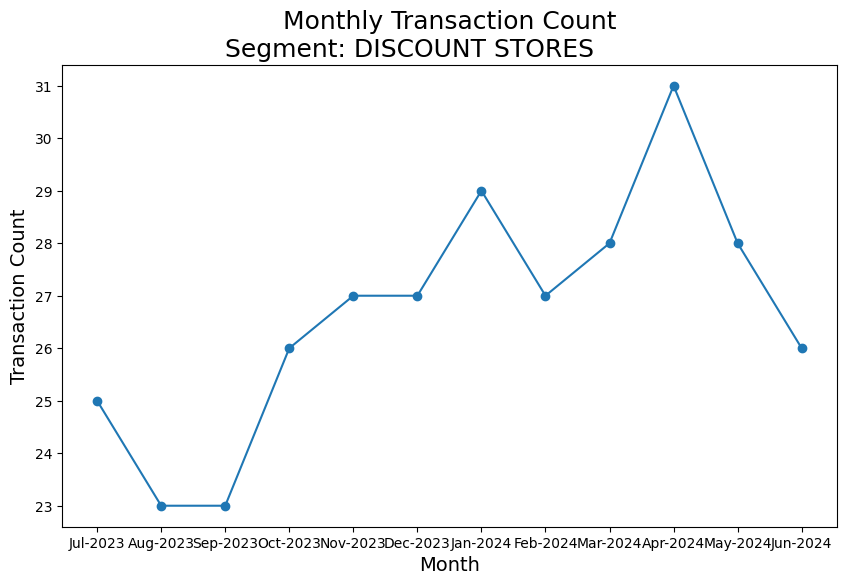 Monthly Transaction Count
Segment: DISCOUNT STORES
Transaction Count
31
30
29
28
27
26
25
24
23
Jul-2023 Aug-2023 Sep-2023 Oct-2023 Nov-2023 Dec-2023 Jan-2024 Feb-2024 Mar-2024 Apr-2024 May-2024 Jun-2024
Month